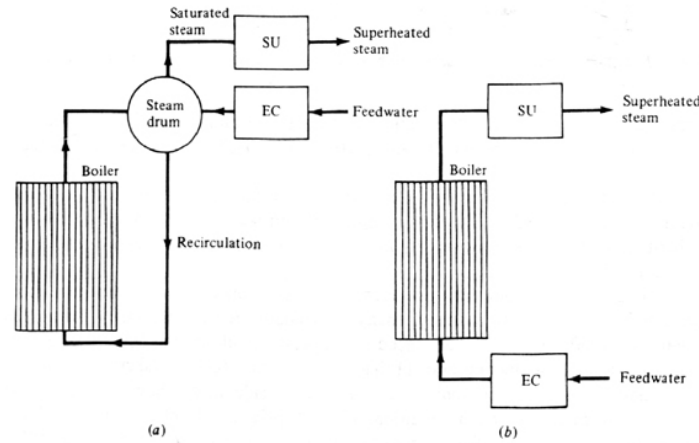 Saturated
steam
SU
Superheated
steam
Steam
drum
EC
Feedwater
Boiler
Recirculation
(a)
SU
Superheated
steam
Boiler
EC
Feedwater
(b)